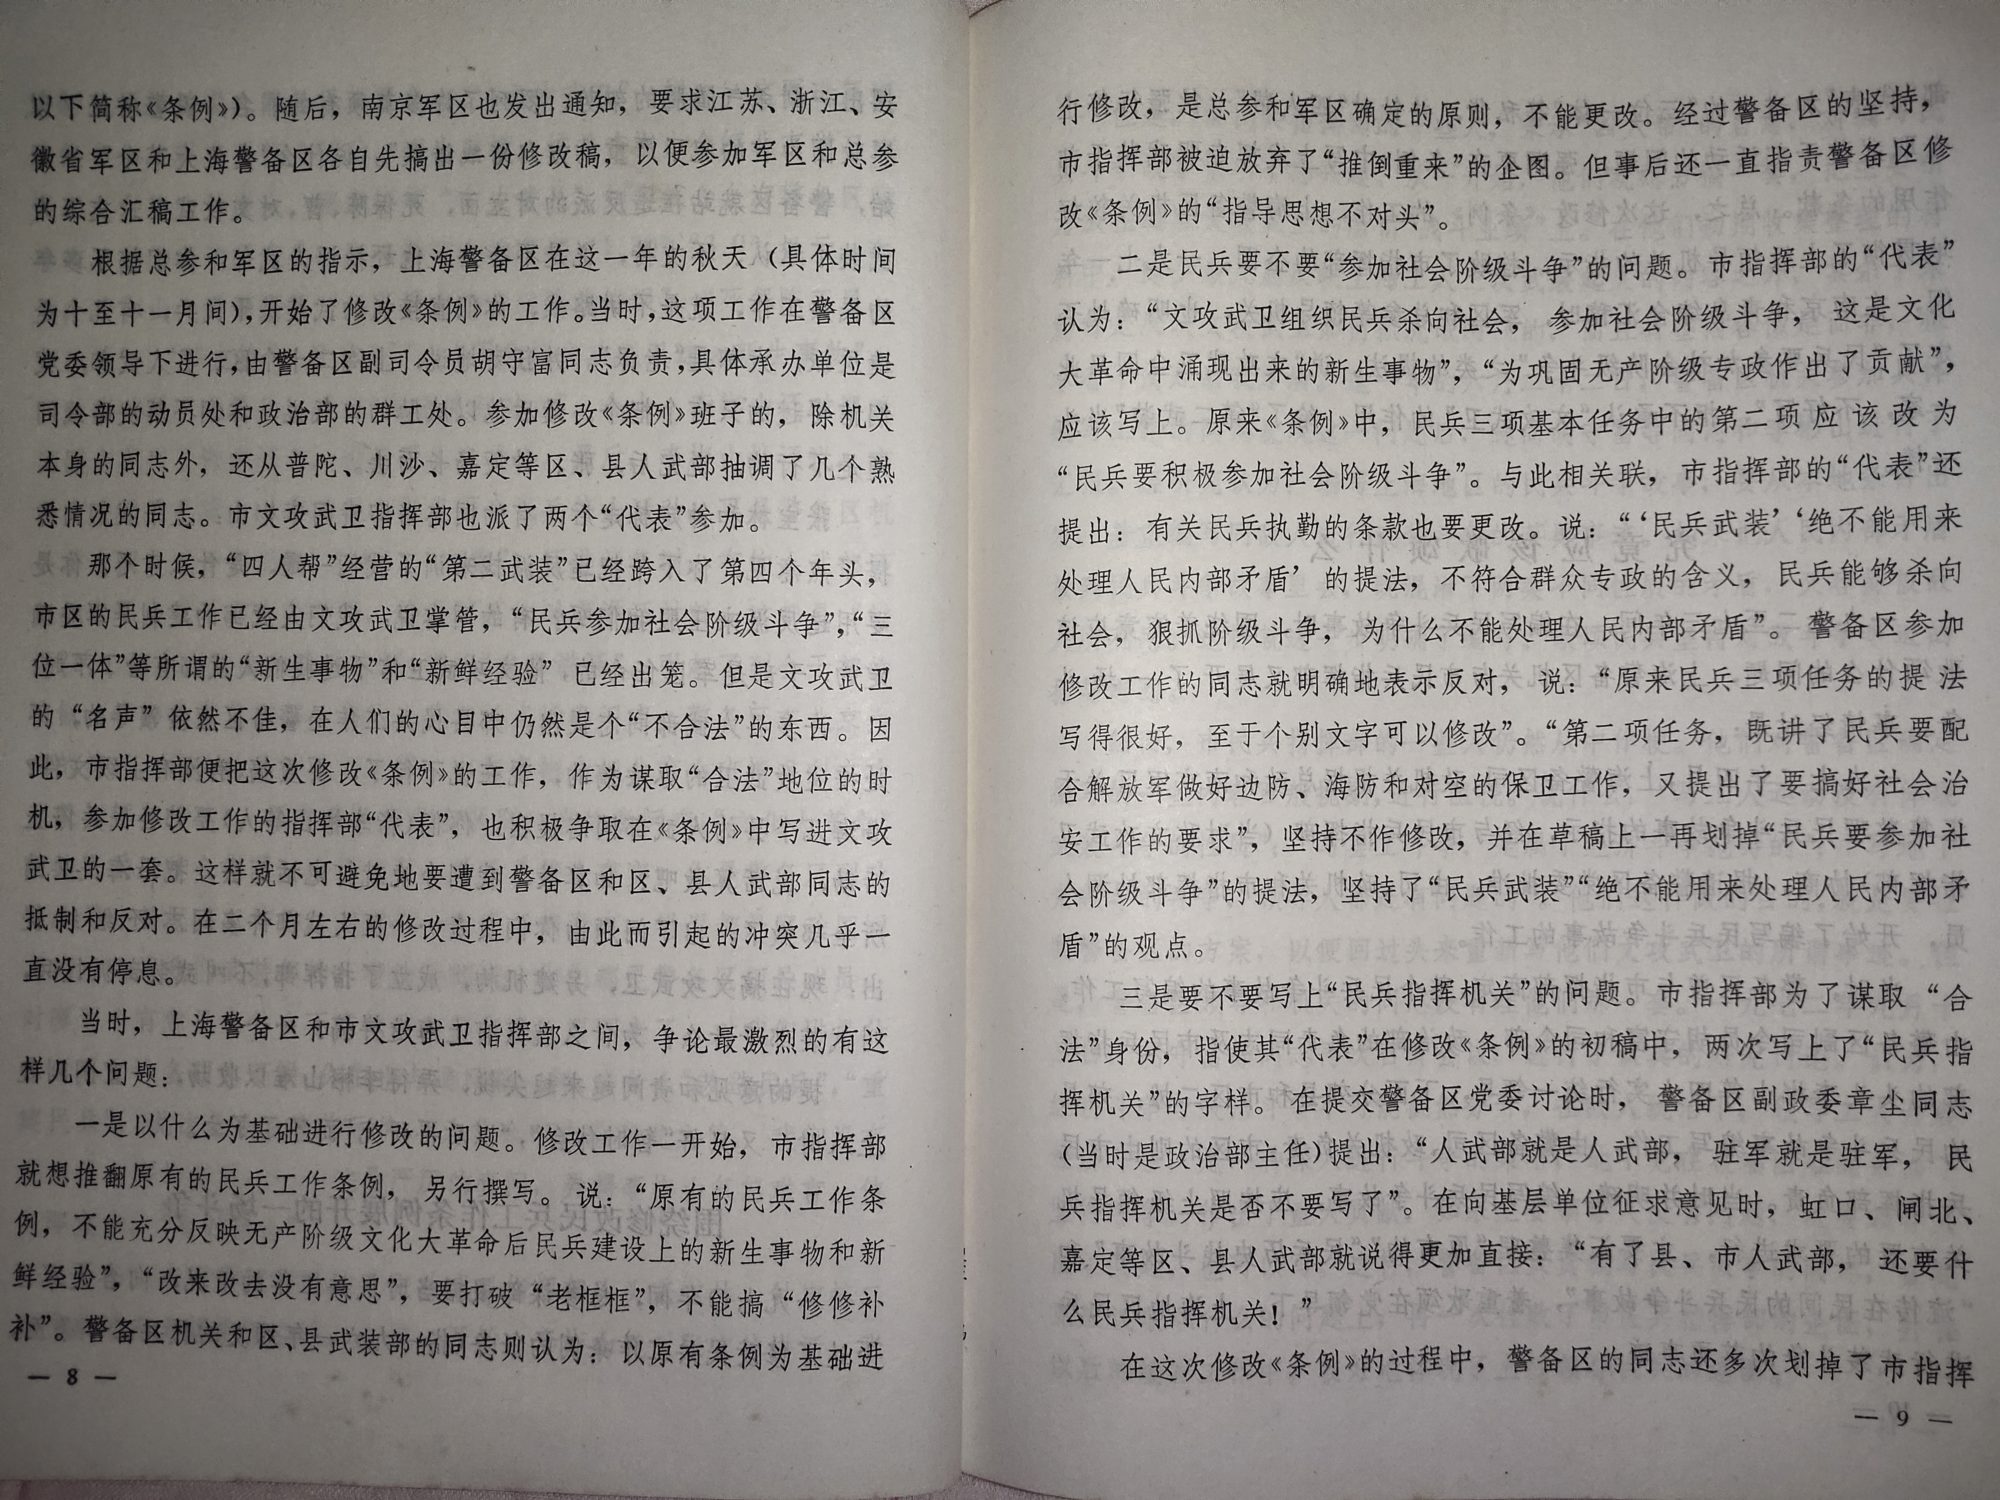 以下简称《条例》）。随后，南京军区也发出通知，要求江苏、浙江、安
徽省军区和上海警备区各自先搞出一份修改稿，以便参加军区和总参
的综合汇稿工作。
根据总参和军区的指示，上海警备区在这一年的秋天（具体时间
为十至十一月间），开始了修改《条例》的工作。当时，这项工作在警备区
党委领导下进行，由警备区副司令员胡守富同志负责，具体承办单位是
司令部的动员处和政治部的群工处。参加修改《条例》班子的，除机关
本身的同志外，还从普陀、川沙、嘉定等区、县人武部抽调了几个熟
悉情况的同志。市文攻武卫指挥部也派了两个“代表”参加。
那个时候，“四人帮”经营的“第二武装”已经跨入了第四个年头，
市区的民兵工作已经由文攻武卫掌管，“民兵参加社会阶级斗争”，“三
位一体”等所谓的“新生事物”和“新鲜经验”已经出笼。但是文攻武卫
的“名声”依然不佳，在人们的心目中仍然是个“不合法”的东西。因
此，市指挥部便把这次修改《条例》的工作，作为谋取“合法”地位的时
机，参加修改工作的指挥部“代表”，也积极争取在《条例》中写进文攻
武卫的一套。这样就不可避免地要遭到警备区和区、县人武部同志的
抵制和反对。在二个月左右的修改过程中，由此而引起的冲突几乎一
直没有停息。
当时，上海警备区和市文攻武卫指挥部之间，争论最激烈的有这
样几个问题：
一是以什么为基础进行修改的问题。修改工作一开始，市指挥部
就想推翻原有的民兵工作条例，另行撰写。说：“原有的民兵工作条
例，不能充分反映无产阶级文化大革命后民兵建设上的新生事物和新
鲜经验”，“改来改去没有意思”，要打破“老框框”，不能搞“修修补
补”。警备区机关和区、县武装部的同志则认为：以原有条例为基础进
— 8 —
行修改，是总参和军区确定的原则，不能更改。经过警备区的坚持，
市指挥部被迫放弃了“推倒重来”的企图。但事后还一直指责警备区修
改《条例》的“指导思想不对头”。
二是民兵要不要“参加社会阶级斗争”的问题。市指挥部的“代表”
认为：“文攻武卫组织民兵杀向社会，参加社会阶级斗争，这是文化
大革命中涌现出来的新生事物”，“为巩固无产阶级专政作出了贡献”，
应该写上。原来《条例》中，民兵三项基本任务中的第二项应该改为
“民兵要积极参加社会阶级斗争”。与此相关联，市指挥部的“代表”还
提出：有关民兵执勤的条款也要更改。说：“‘民兵武装’‘绝不能用来
处理人民内部矛盾’的提法，不符合群众专政的含义，民兵能够杀向
社会，狠抓阶级斗争，为什么不能处理人民内部矛盾”。警备区参加
修改工作的同志就明确地表示反对，说：“原来民兵三项任务的提法
写得很好，至于个别文字可以修改”。“第二项任务，既讲了民兵要配
合解放军做好边防、海防和对空的保卫工作，又提出了要搞好社会治
安工作的要求”，坚持不作修改，并在草稿上一再划掉“民兵要参加社
会阶级斗争”的提法，坚持了“民兵武装”“绝不能用来处理人民内部矛
盾”的观点。
三是要不要写上“民兵指挥机关”的问题。市指挥部为了谋取“合
法”身份，指使其“代表”在修改《条例》的初稿中，两次写上了“民兵指
挥机关”的字样。在提交警备区党委讨论时，警备区副政委章尘同志
（当时是政治部主任）提出：“人武部就是人武部，驻军就是驻军，民
兵指挥机关是否不要写了”。在向基层单位征求意见时，虹口、闸北、
嘉定等区、县人武部就说得更加直接：“有了县、市人武部，还要什
么民兵指挥机关！”
在这次修改《条例》的过程中，警备区的同志还多次划掉了市指挥
— 9 —